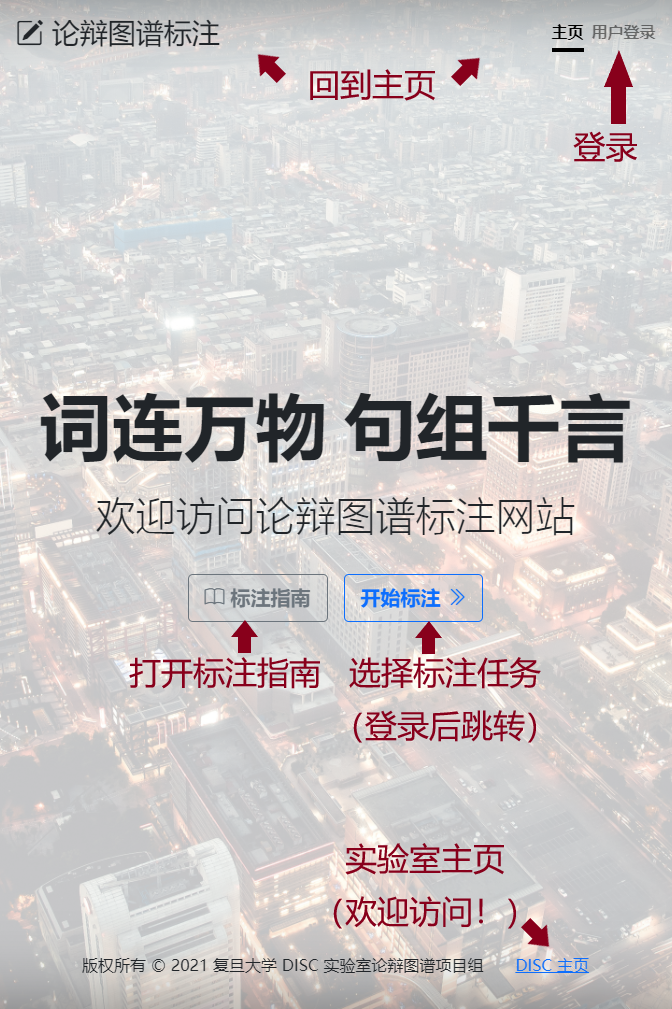 论辩图谱标注
主页 用户登录
回到主页
登录
词连万物 句组千言
欢迎访问论辩图谱标注网站
标注指南
开始标注
打开标注指南
选择标注任务
（登录后跳转）
实验室主页
（欢迎访问！）
版权所有 © 2021 复旦大学 DISC 实验室论辩图谱项目组
DISC 主页